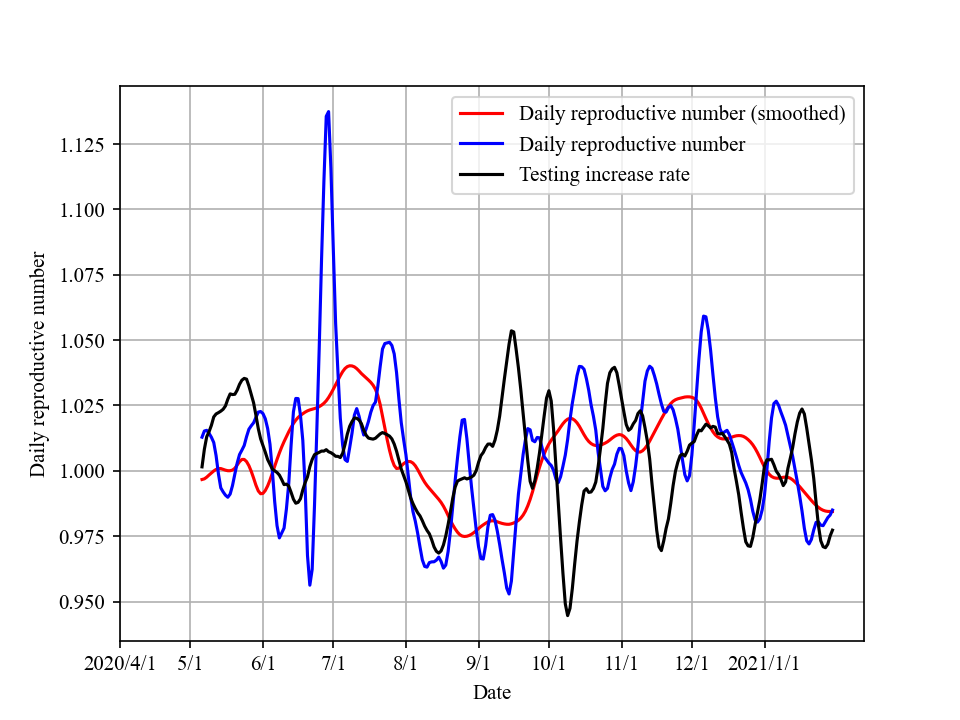 Daily reproductive number (smoothed)
Daily reproductive number
Testing increase rate
Daily reproductive number
1.125
1.100
1.075
1.050
1.025
1.000
0.975
0.950
2020/4/1 5/1 6/1 7/1 8/1 9/1 10/1 11/1 12/1 2021/1/1
Date